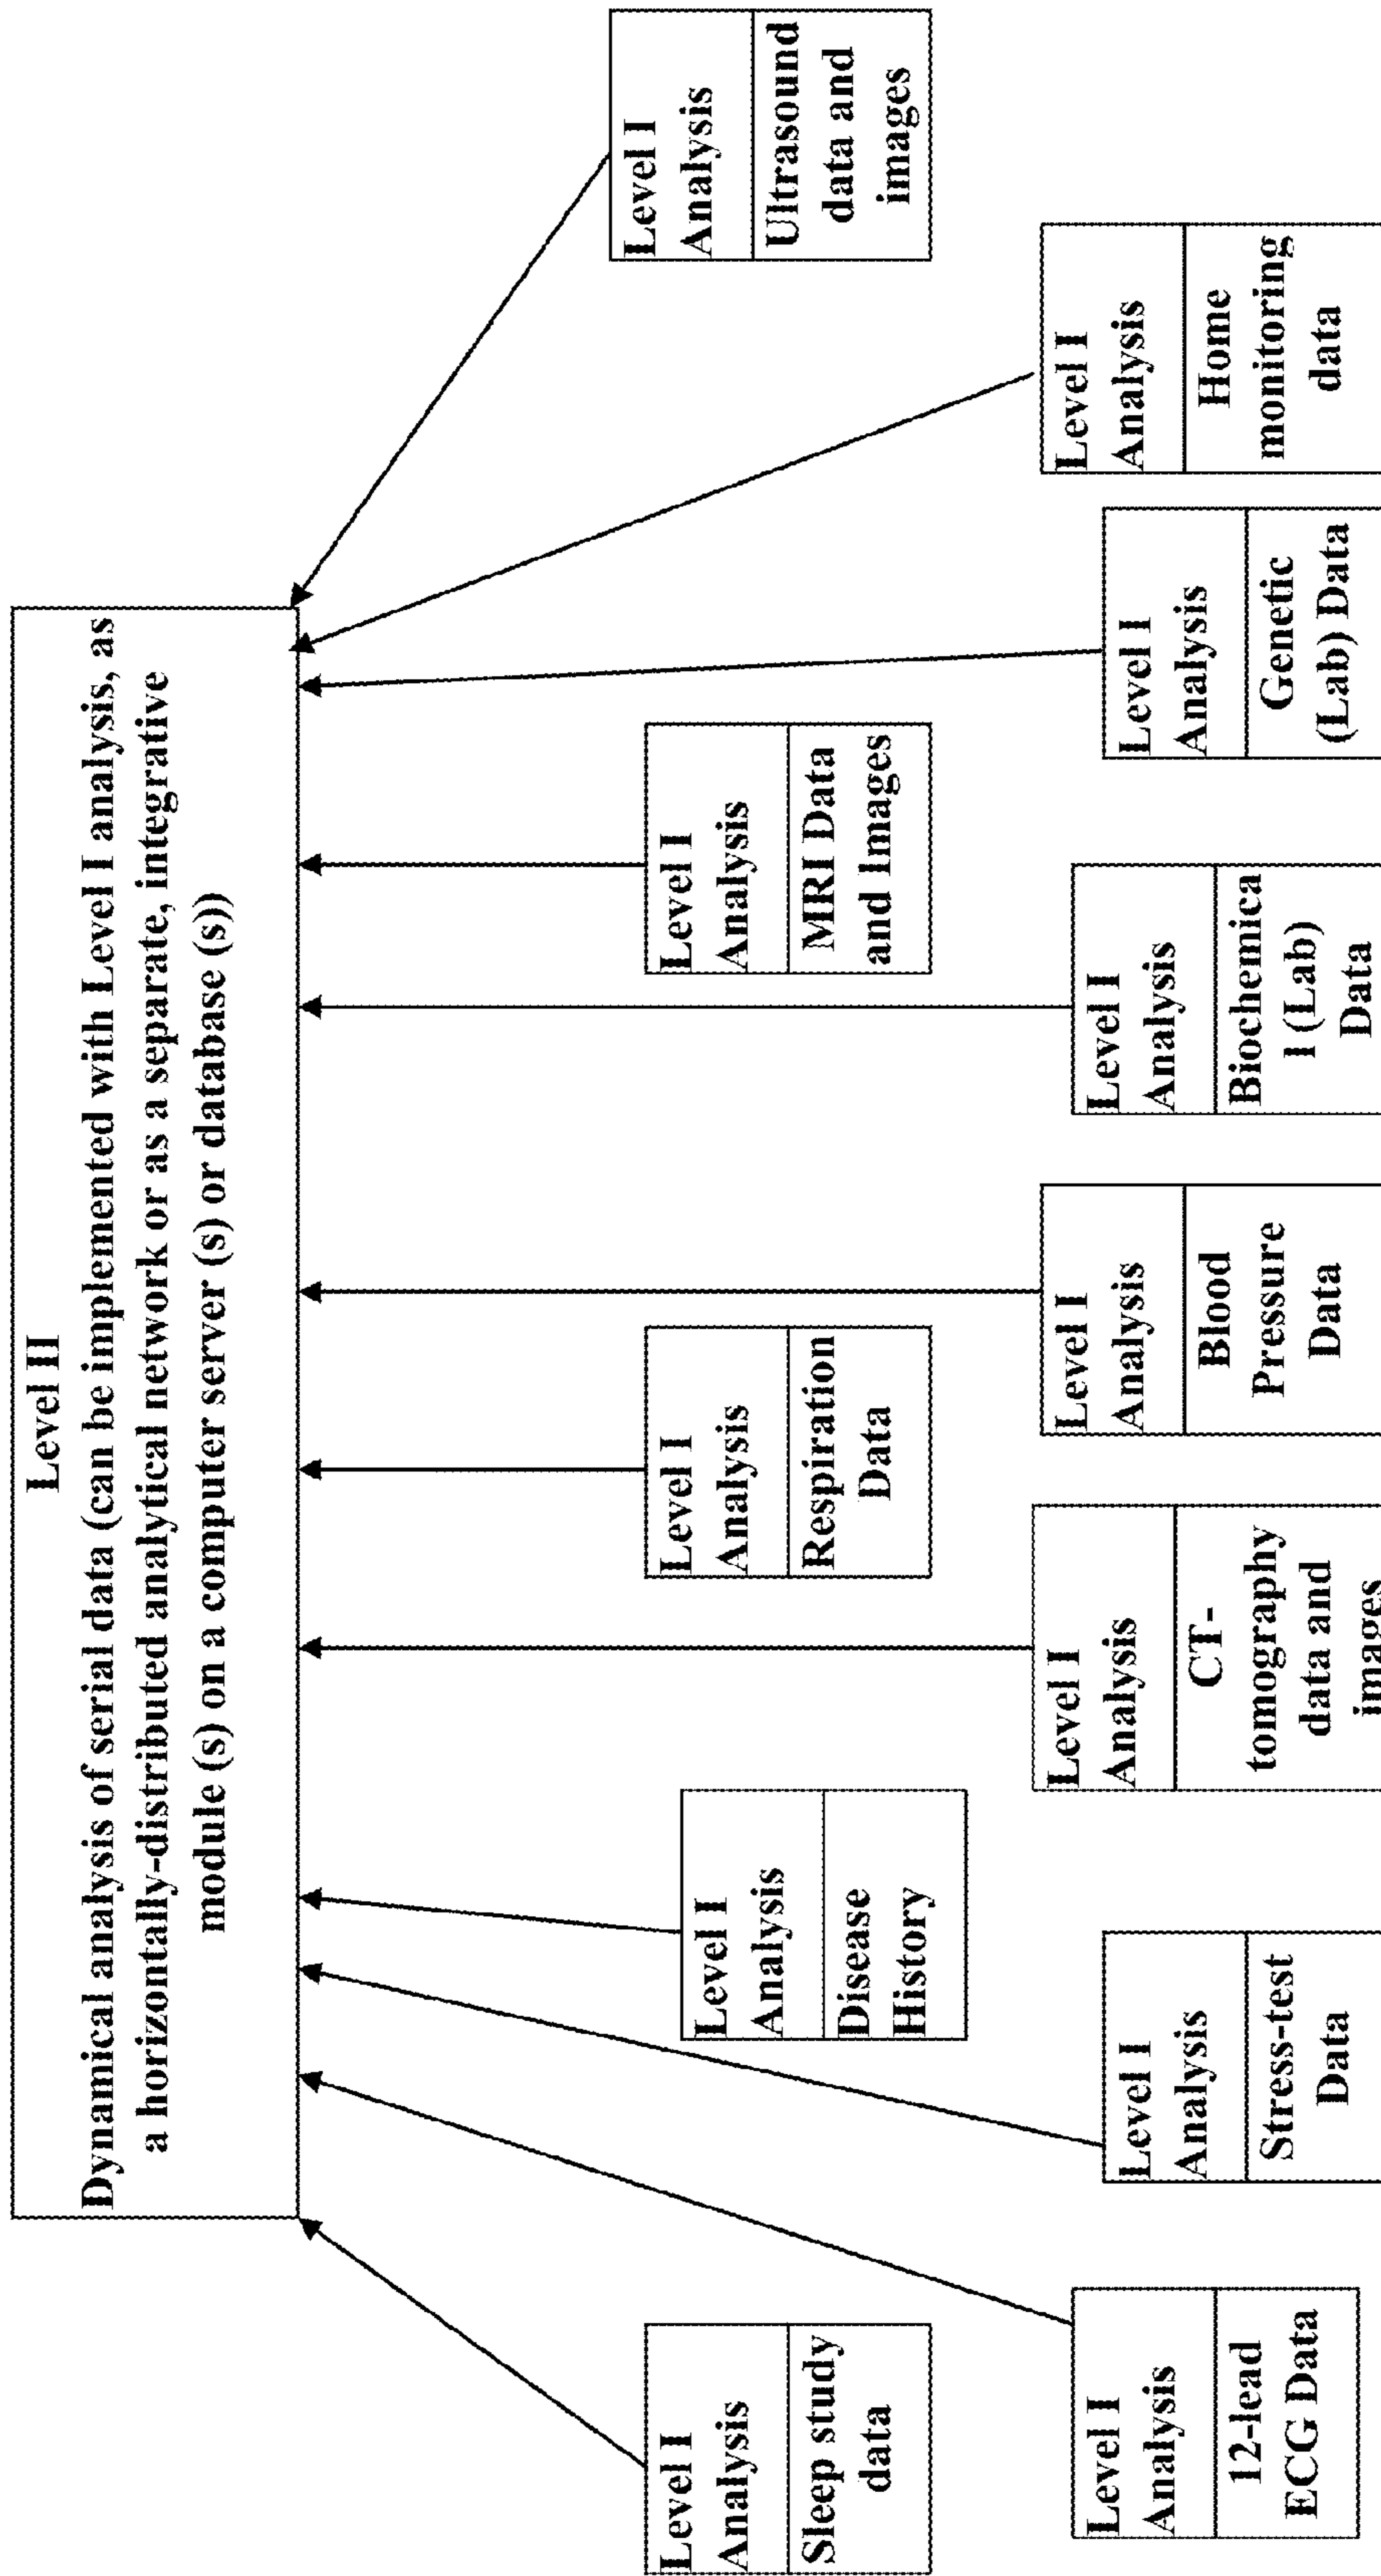 Level II
Dynamical analysis of serial data (can be implemented with Level I analysis, as
a horizontally-distributed analytical network or as a separate, integrative
module (s) on a computer server (s) or database (s))
Level I
Analysis
Sleep study
data
Level I
Analysis
12-lead
ECG Data
Level I
Analysis
Stress-test
Data
Level I
Analysis
Disease
History
Level I
Analysis
CT-
tomography
data and
images
Level I
Analysis
Respiration
Data
Level I
Analysis
Blood
Pressure
Data
Level I
Analysis
Biochemica
l (Lab)
Data
Level I
Analysis
MRI Data
and Images
Level I
Analysis
Genetic
(Lab) Data
Level I
Analysis
Home
monitoring
data
Level I
Analysis
Ultrasound
data and
images